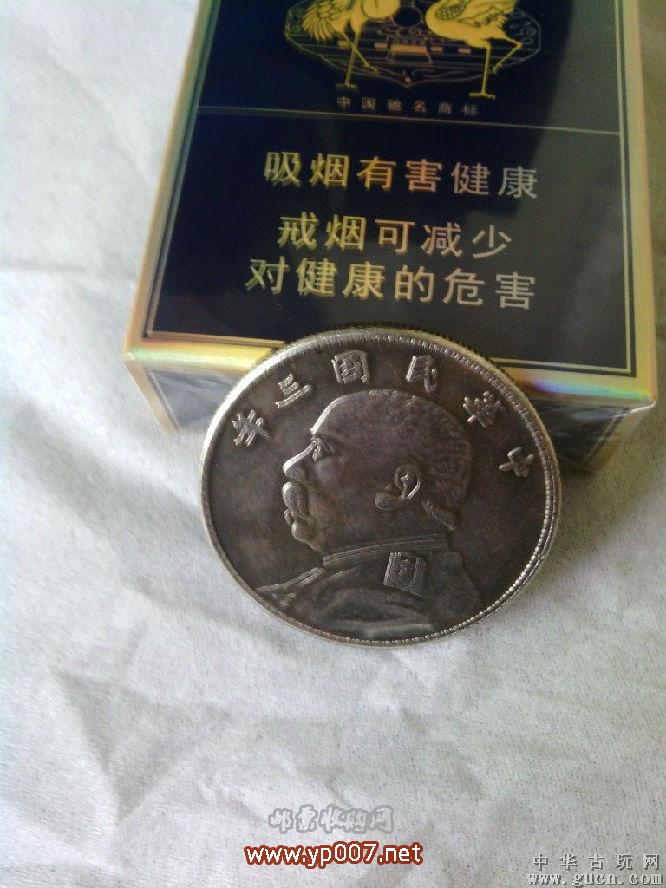 中国驰名商标
吸烟有害健康
戒烟可减少
对健康的危害
年三國民華中
邮票收购网
www.yp007.net
中华古玩网
www.gucn.com